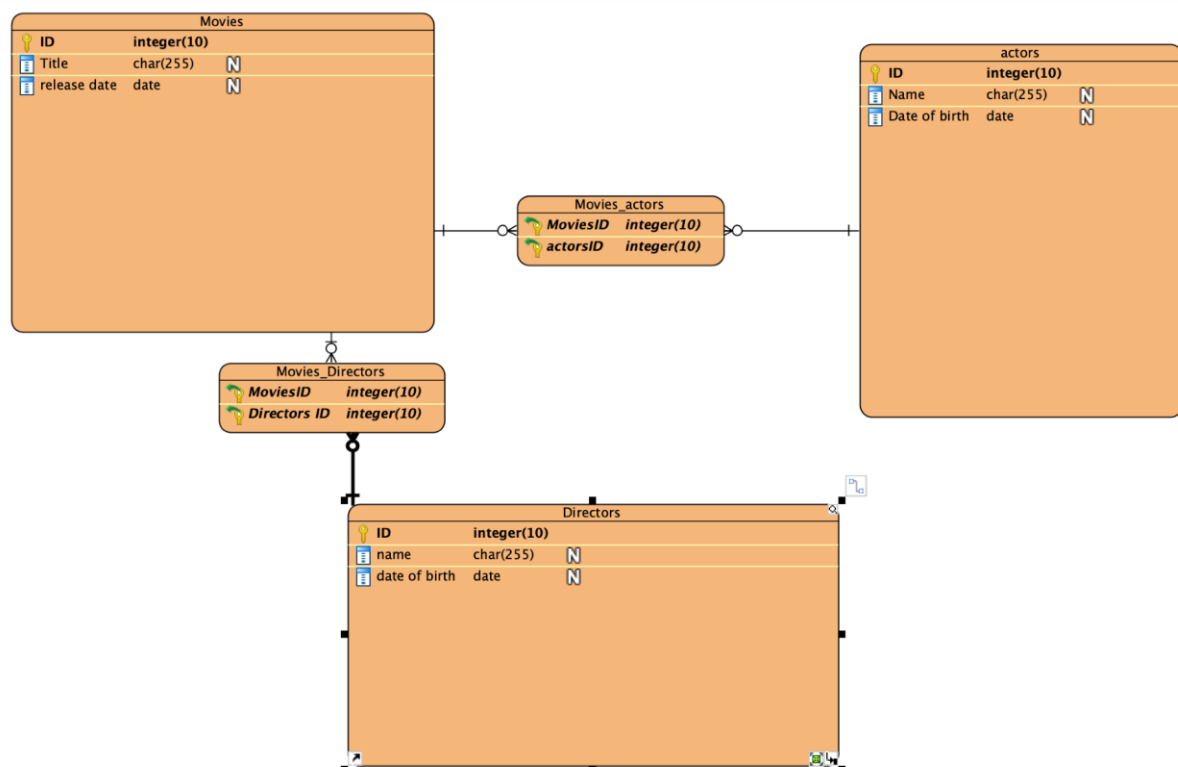 Movies
ID integer(10)
Title char(255) N
release date date N
actors
ID integer(10)
Name char(255) N
Date of birth date N
Movies_actors
MoviesID integer(10)
actorsID integer(10)
Movies_Directors
MoviesID integer(10)
Directors ID integer(10)
Directors
ID integer(10)
name char(255) N
date of birth date N